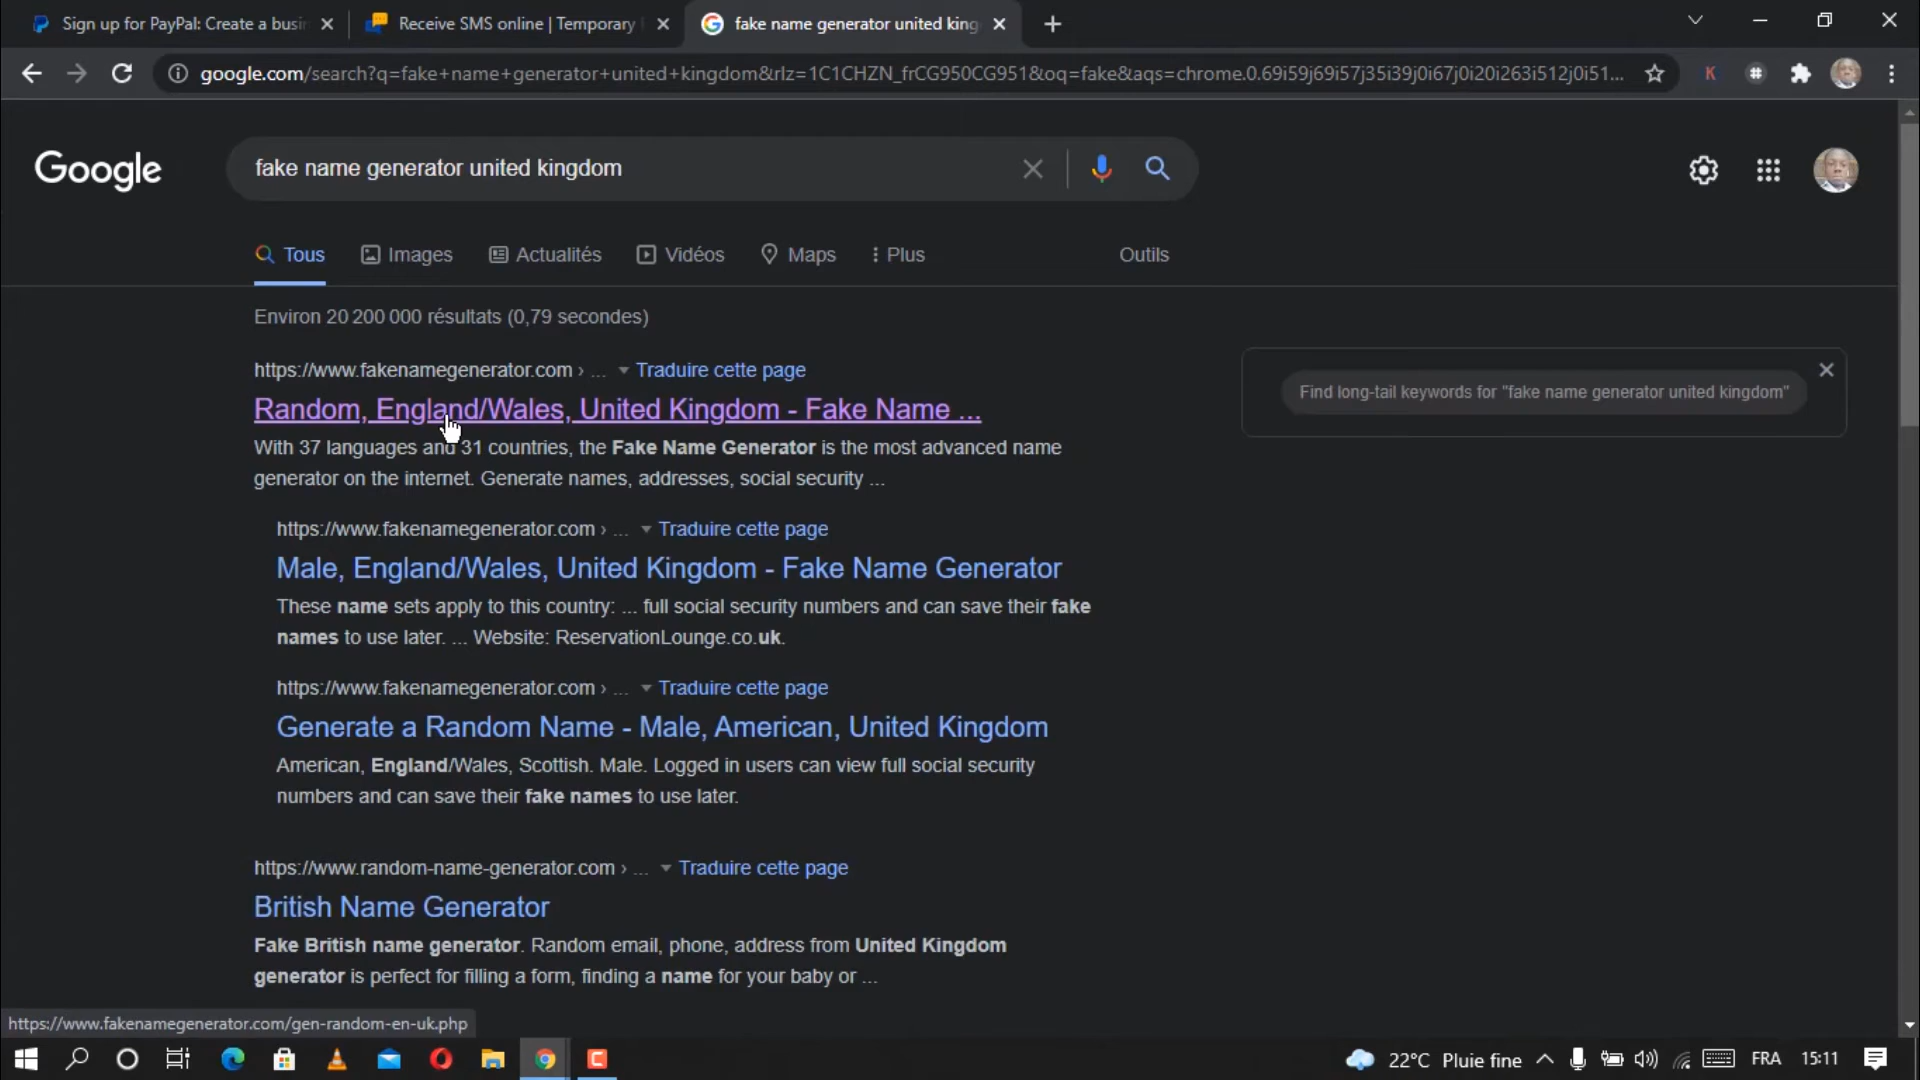 Sign up for PayPal: Create a busin
Receive SMS online | Temporary
fake name generator united king
google.com/search?q=fake+name+generator+united+kingdom&rlz=1C1CHZN_frCG950CG951&oq=fake&aqs=chrome.0.69i59j69i57j35i39j0i67j0i20i263i512j0i51...
K
#
Google
fake name generator united kingdom
Tous
Images
Actualités
Vidéos
Maps
Plus
Outils
Environ 20 200 000 résultats (0,79 secondes)
https://www.fakenamegenerator.com › ... Traduire cette page
Random, England/Wales, United Kingdom - Fake Name ...
With 37 languages and 31 countries, the Fake Name Generator is the most advanced name
generator on the internet. Generate names, addresses, social security ...
Find long-tail keywords for "fake name generator united kingdom"
https://www.fakenamegenerator.com › ... Traduire cette page
Male, England/Wales, United Kingdom - Fake Name Generator
These name sets apply to this country: ... full social security numbers and can save their fake
names to use later. ... Website: ReservationLounge.co.uk.
https://www.fakenamegenerator.com › ... Traduire cette page
Generate a Random Name - Male, American, United Kingdom
American, England/Wales, Scottish. Male. Logged in users can view full social security
numbers and can save their fake names to use later.
https://www.random-name-generator.com › ... Traduire cette page
British Name Generator
Fake British name generator. Random email, phone, address from United Kingdom
generator is perfect for filling a form, finding a name for your baby or ...
https://www.fakenamegenerator.com/gen-random-en-uk.php
C
22°C Pluie fine
FRA
15:11